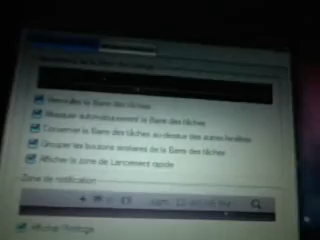 Verrouiller la Barre des tâches
Masquer automatiquement la Barre des tâches
Conserver la Barre des tâches au-dessus des autres fenêtres
Grouper les boutons similaires de la Barre des tâches
Afficher la zone de Lancement rapide
Zone de notification
Afficher l'horloge